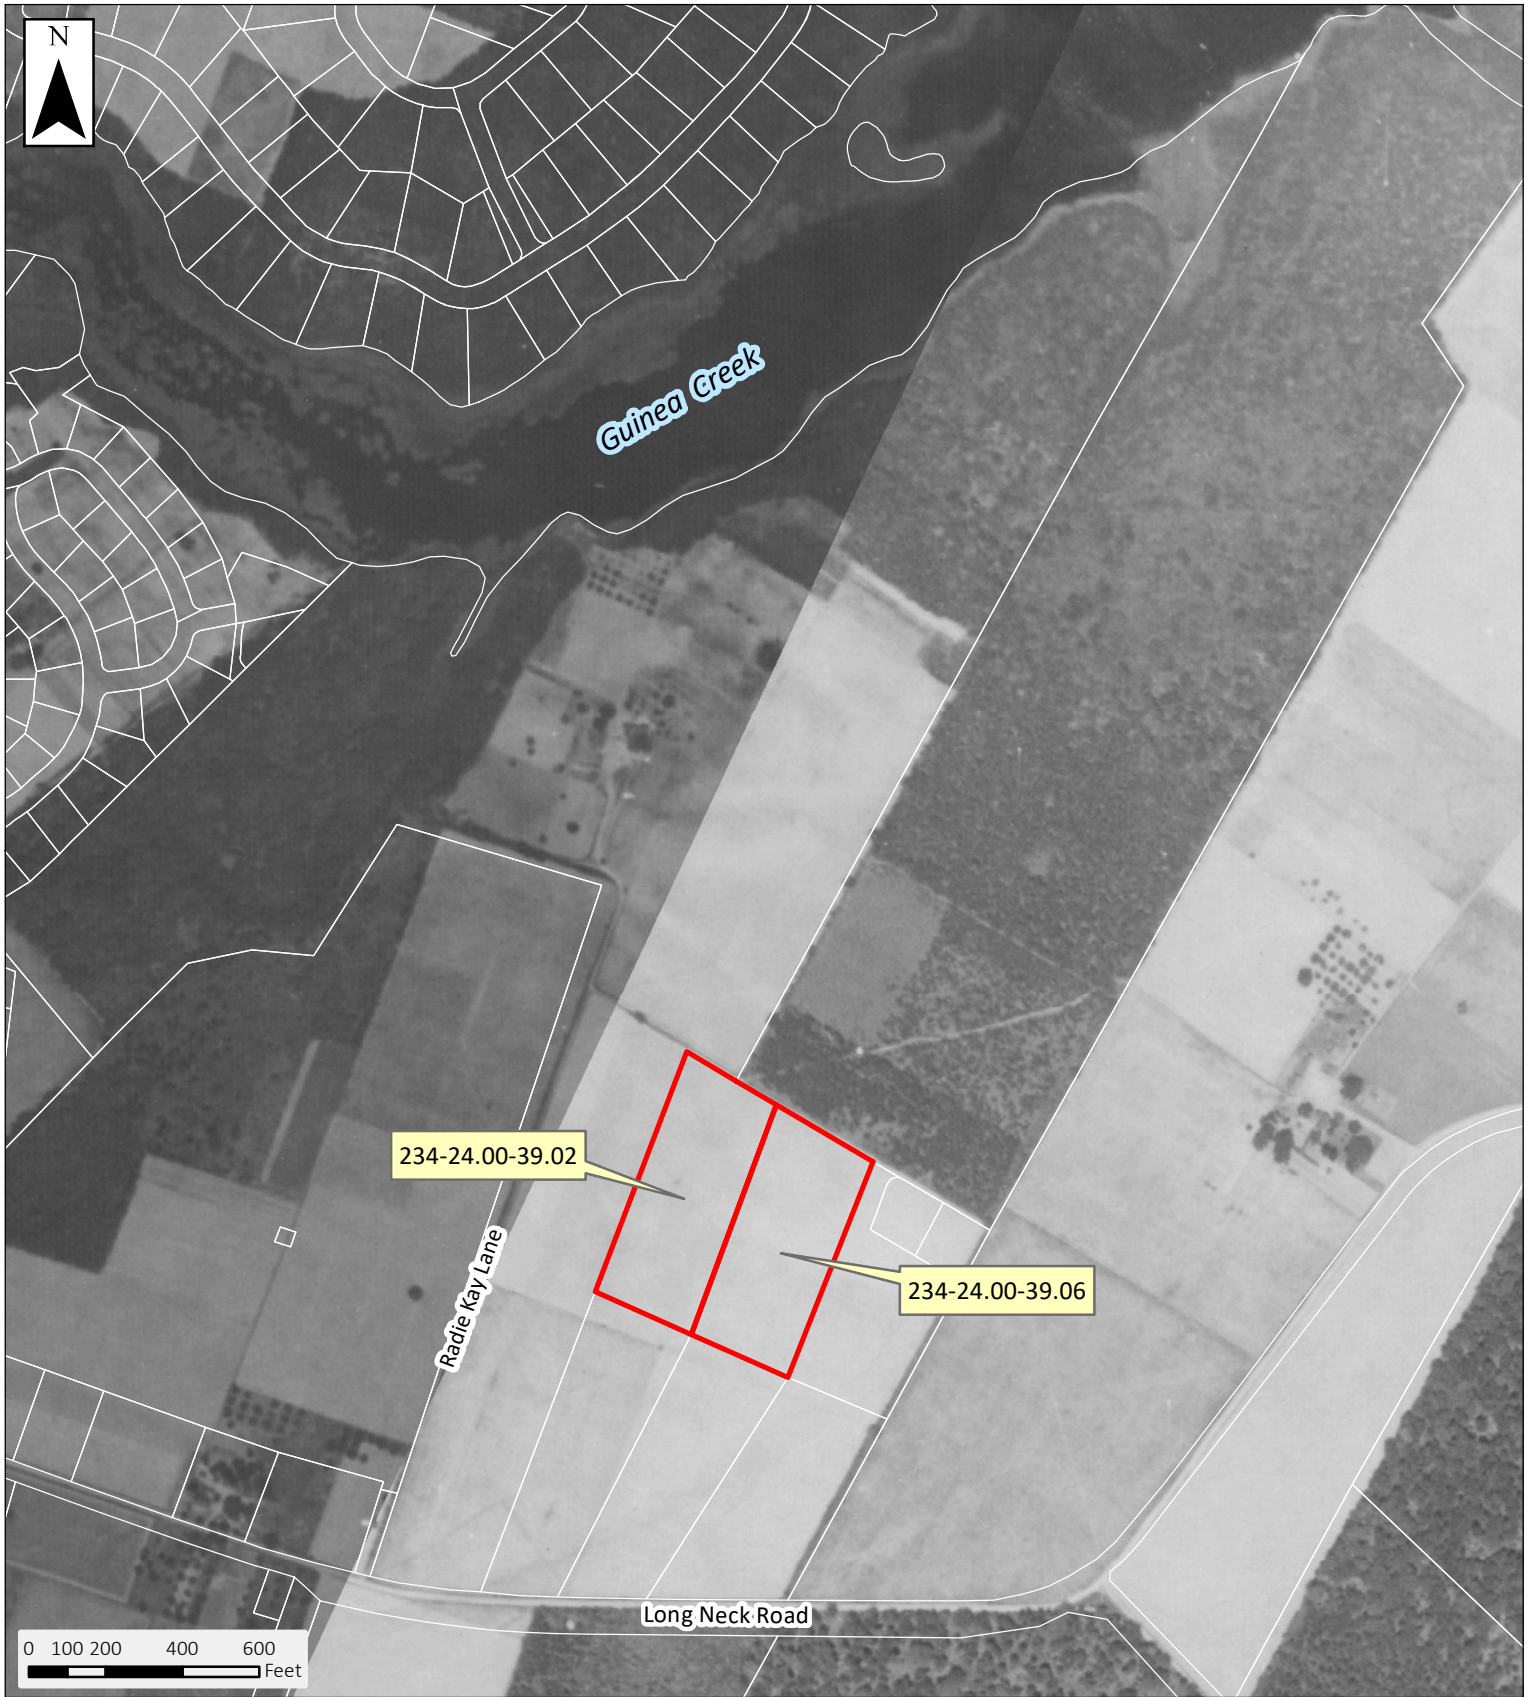 N
Guinea Creek
234-24.00-39.02
234-24.00-39.06
Radie Kay Lane
Long Neck Road
0 100 200 400 600
Feet